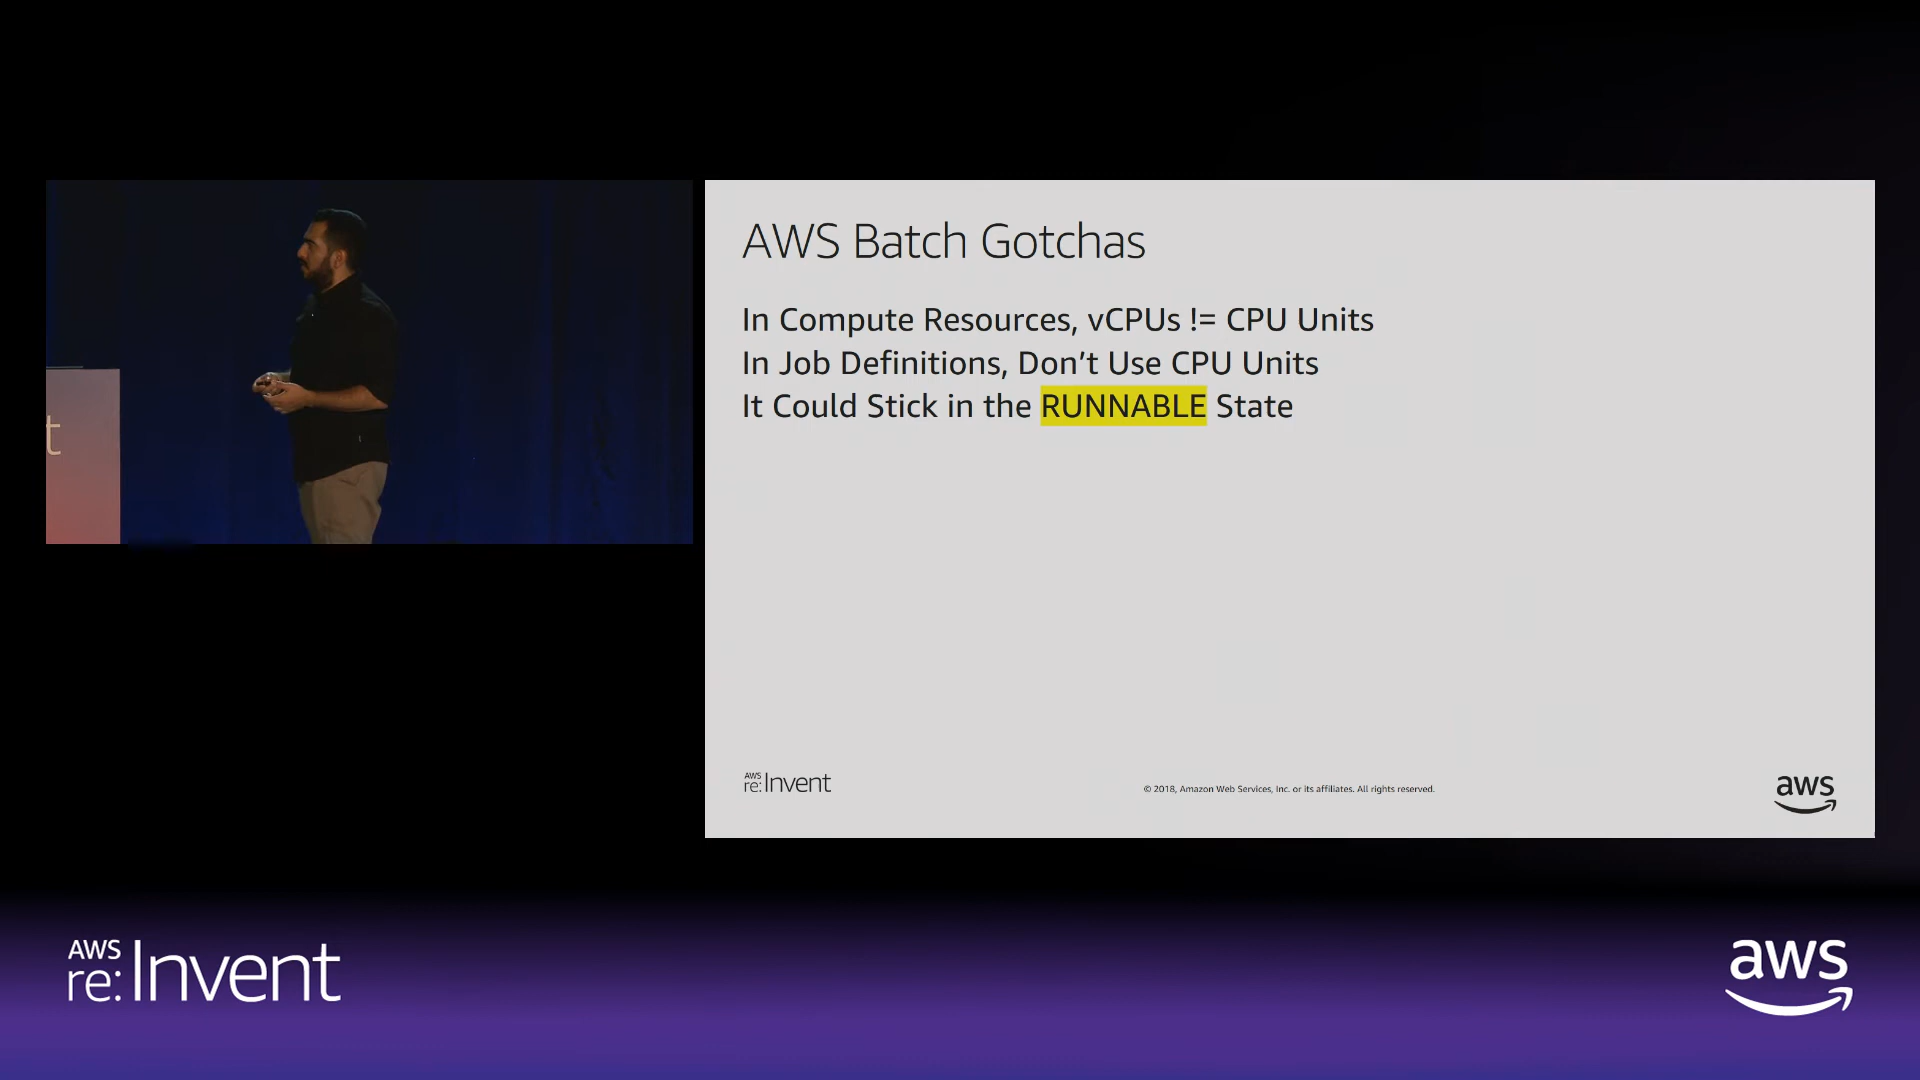 t
AWS Batch Gotchas
In Compute Resources, vCPUs != CPU Units
In Job Definitions, Don’t Use CPU Units
It Could Stick in the RUNNABLE State
AWS
re:Invent
© 2018, Amazon Web Services, Inc. or its affiliates. All rights reserved.
aws
AWS
re:Invent
aws